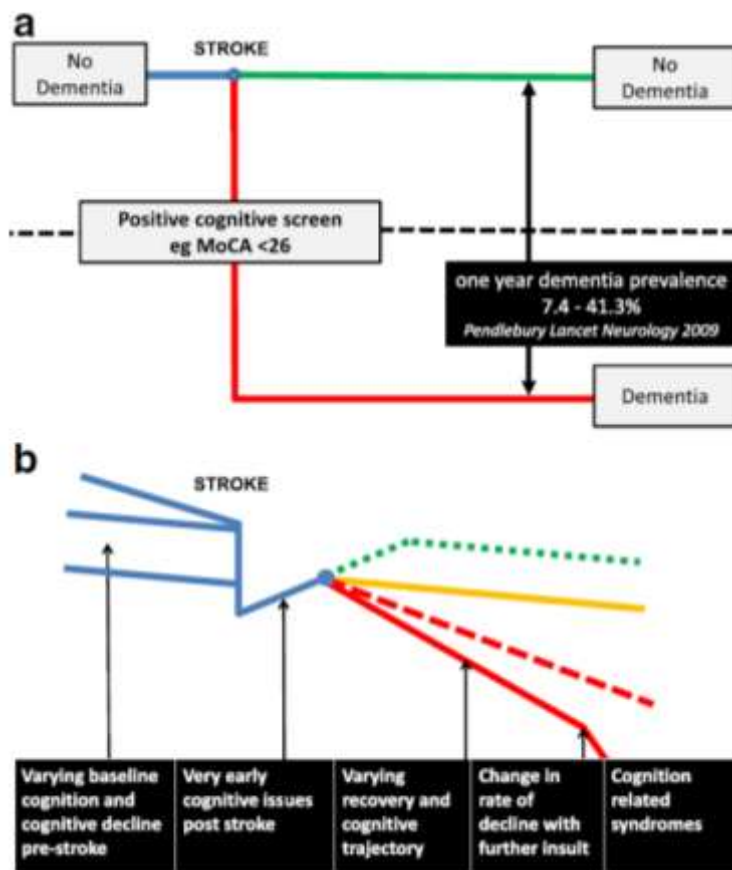 a
STROKE
No
Dementia
No
Dementia
Positive cognitive screen
eg MoCA <26
one year dementia prevalence
7.4 - 41.3%
Pendlebury Lancet Neurology 2009
Dementia
b
STROKE
Varying baseline
cognition and
cognitive decline
pre-stroke
Very early
cognitive issues
post stroke
Varying
recovery and
cognitive
trajectory
Change in
rate of
decline with
further insult
Cognition
related
syndromes